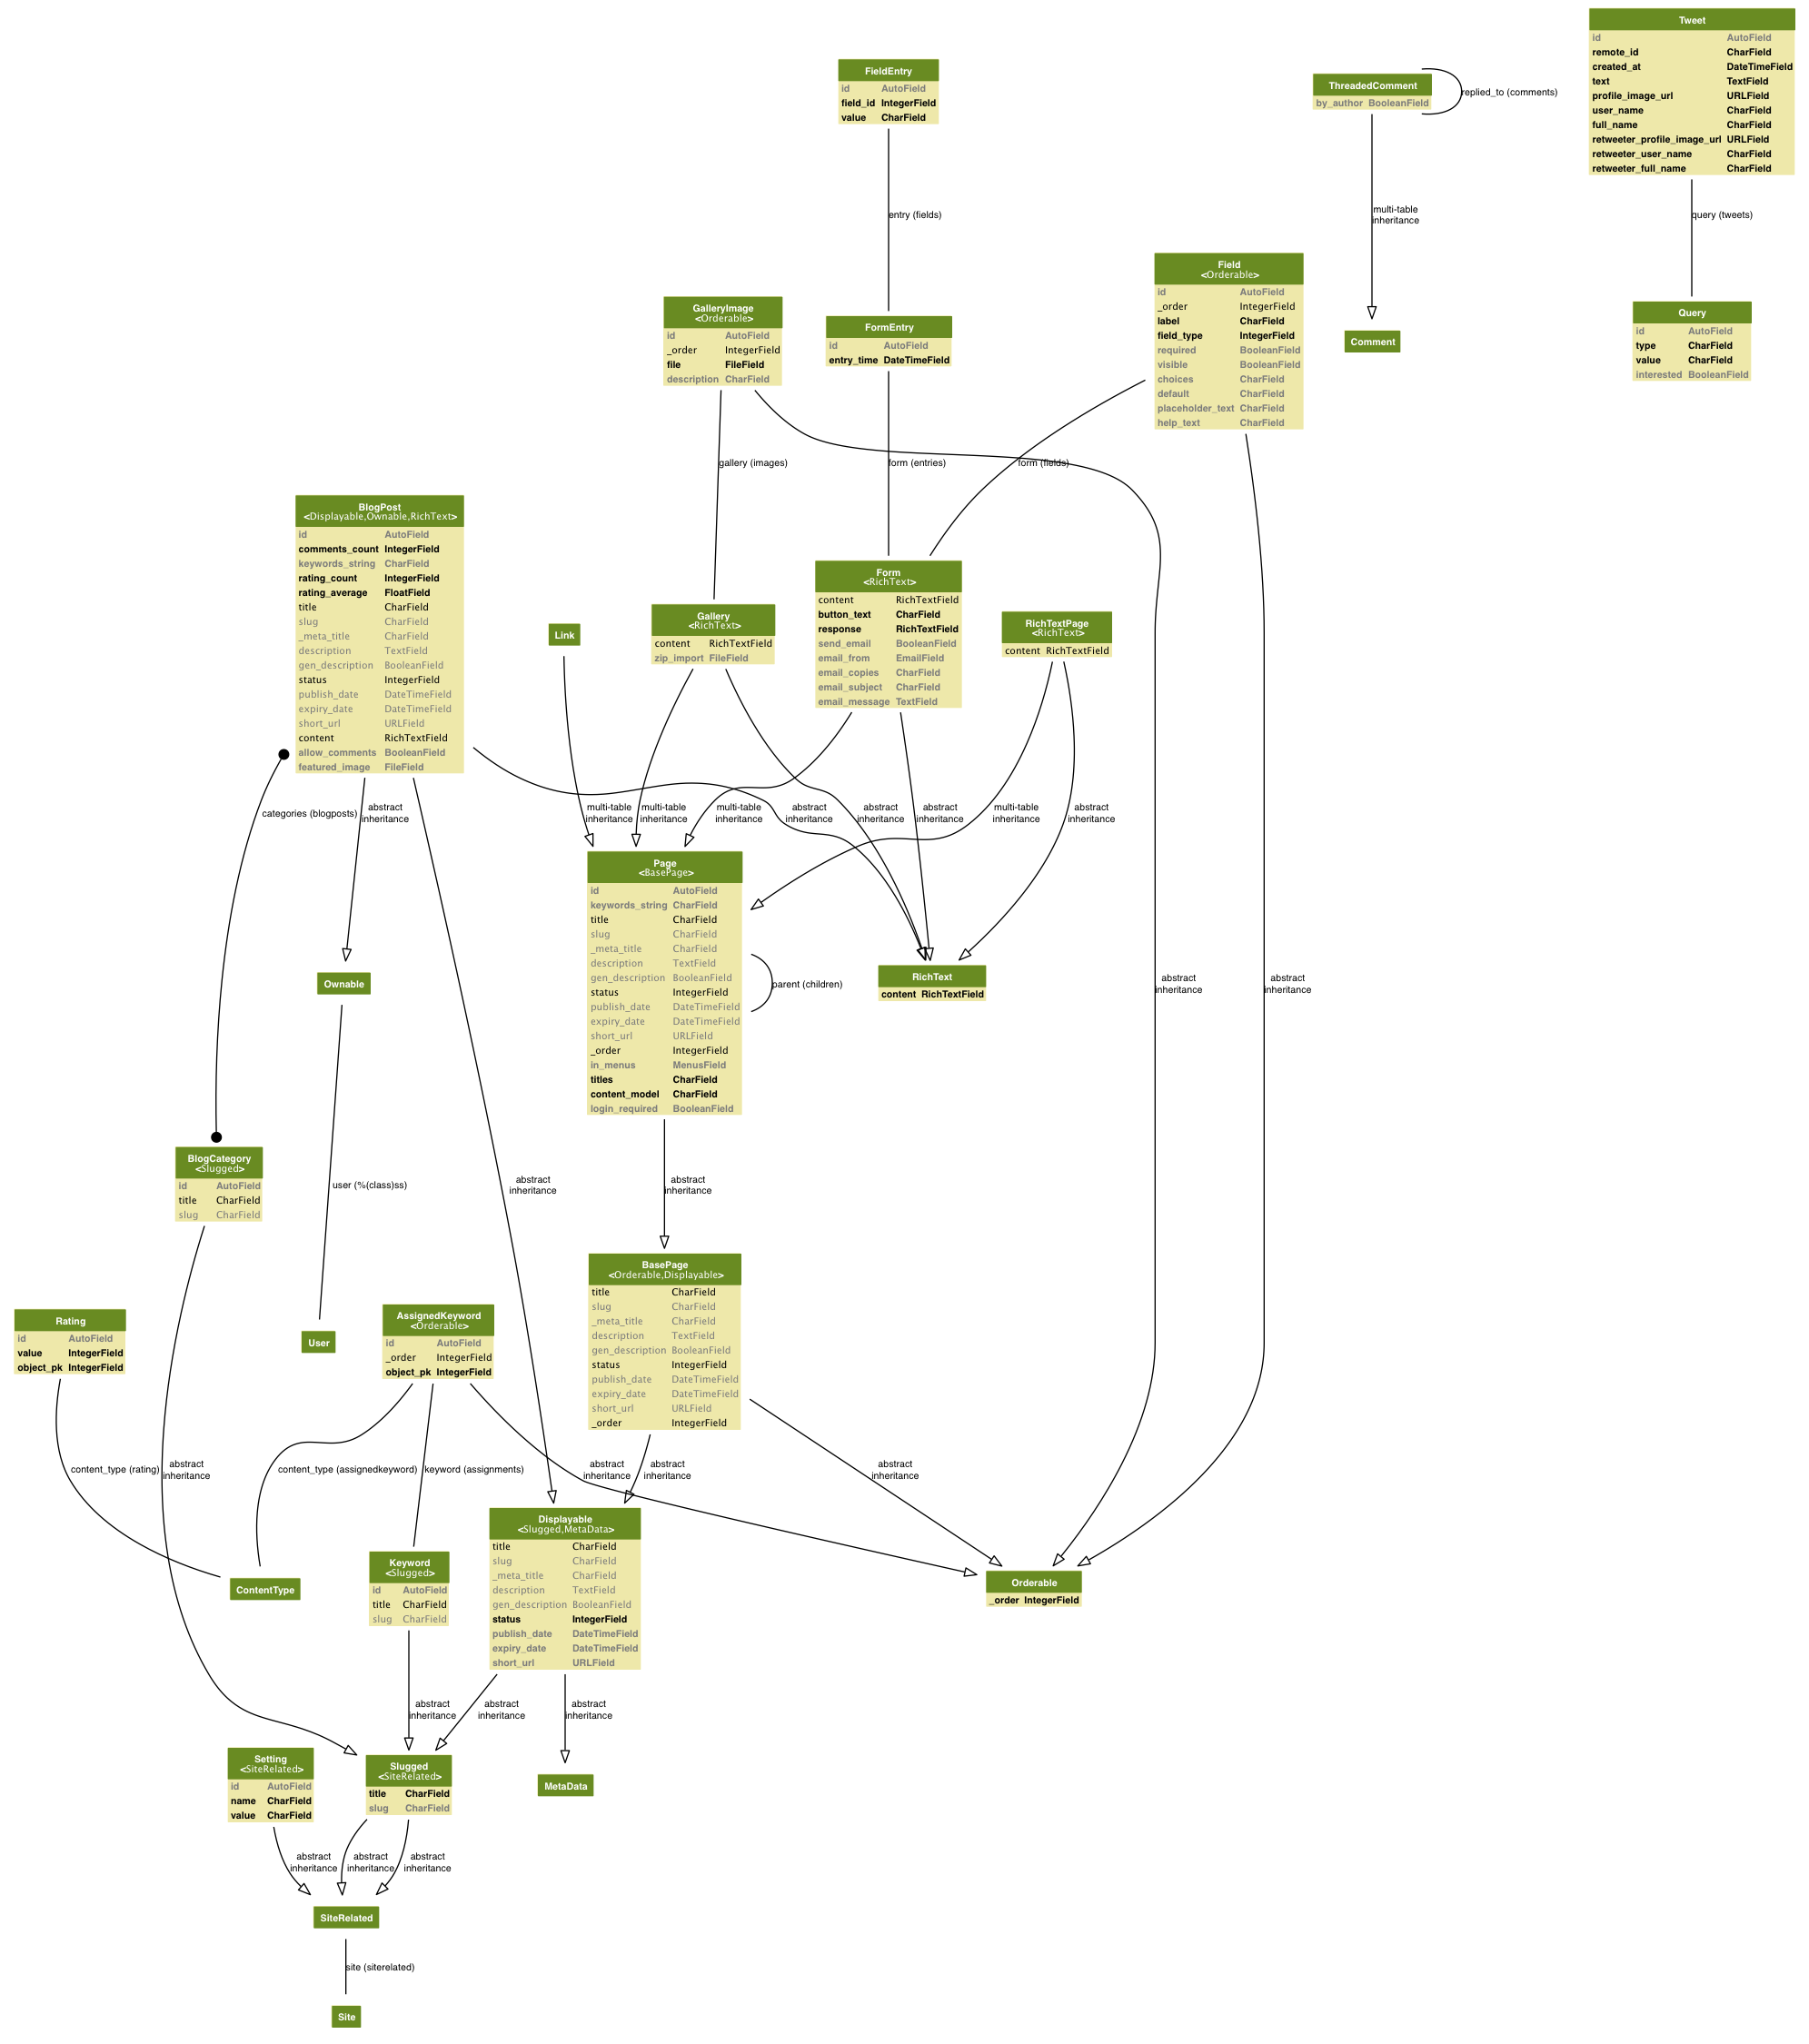 Tweet
id AutoField
remote_id CharField
created_at DateTimeField
text TextField
profile_image_url URLField
user_name CharField
full_name CharField
retweeter_profile_image_url URLField
retweeter_user_name CharField
retweeter_full_name CharField
FieldEntry
id AutoField
field_id IntegerField
value CharField
ThreadedComment
by_author BooleanField
replied_to (comments)
entry (fields)
multi-table
inheritance
query (tweets)
Field
<Orderable>
id AutoField
_order IntegerField
label CharField
field_type IntegerField
required BooleanField
visible BooleanField
choices CharField
default CharField
placeholder_text CharField
help_text CharField
GalleryImage
<Orderable>
id AutoField
_order IntegerField
file FileField
description CharField
FormEntry
id AutoField
entry_time DateTimeField
Comment
Query
id AutoField
type CharField
value CharField
interested BooleanField
gallery (images)
form (entries)
form (fields)
BlogPost
<Displayable,Ownable,RichText>
id AutoField
comments_count IntegerField
keywords_string CharField
rating_count IntegerField
rating_average FloatField
title CharField
slug CharField
_meta_title CharField
description TextField
gen_description BooleanField
status IntegerField
publish_date DateTimeField
expiry_date DateTimeField
short_url URLField
content RichTextField
allow_comments BooleanField
featured_image FileField
Link
Gallery
<RichText>
content RichTextField
zip_import FileField
Form
<RichText>
content RichTextField
button_text CharField
response RichTextField
send_email BooleanField
email_from EmailField
email_copies CharField
email_subject CharField
email_message TextField
RichTextPage
<RichText>
content RichTextField
categories (blogposts)
abstract
inheritance
multi-table
inheritance
multi-table
inheritance
multi-table
inheritance
abstract
inheritance
abstract
inheritance
abstract
inheritance
multi-table
inheritance
abstract
inheritance
Page
<BasePage>
id AutoField
keywords_string CharField
title CharField
slug CharField
_meta_title CharField
description TextField
gen_description BooleanField
status IntegerField
publish_date DateTimeField
expiry_date DateTimeField
short_url URLField
_order IntegerField
in_menus MenusField
titles CharField
content_model CharField
login_required BooleanField
parent (children)
Ownable
RichText
content RichTextField
abstract
inheritance
abstract
inheritance
BlogCategory
<Slugged>
id AutoField
title CharField
slug CharField
user (%(class)ss)
abstract
inheritance
abstract
inheritance
BasePage
<Orderable,Displayable>
title CharField
slug CharField
_meta_title CharField
description TextField
gen_description BooleanField
status IntegerField
publish_date DateTimeField
expiry_date DateTimeField
short_url URLField
_order IntegerField
Rating
id AutoField
value IntegerField
object_pk IntegerField
User
AssignedKeyword
<Orderable>
id AutoField
_order IntegerField
object_pk IntegerField
content_type (rating)
abstract
inheritance
content_type (assignedkeyword)
keyword (assignments)
abstract
inheritance
abstract
inheritance
abstract
inheritance
ContentType
Keyword
<Slugged>
id AutoField
title CharField
slug CharField
Displayable
<Slugged,MetaData>
title CharField
slug CharField
_meta_title CharField
description TextField
gen_description BooleanField
status IntegerField
publish_date DateTimeField
expiry_date DateTimeField
short_url URLField
Orderable
_order IntegerField
abstract
inheritance
abstract
inheritance
abstract
inheritance
Setting
<SiteRelated>
id AutoField
name CharField
value CharField
Slugged
<SiteRelated>
title CharField
slug CharField
MetaData
abstract
inheritance
abstract
inheritance
abstract
inheritance
SiteRelated
site (siterelated)
Site